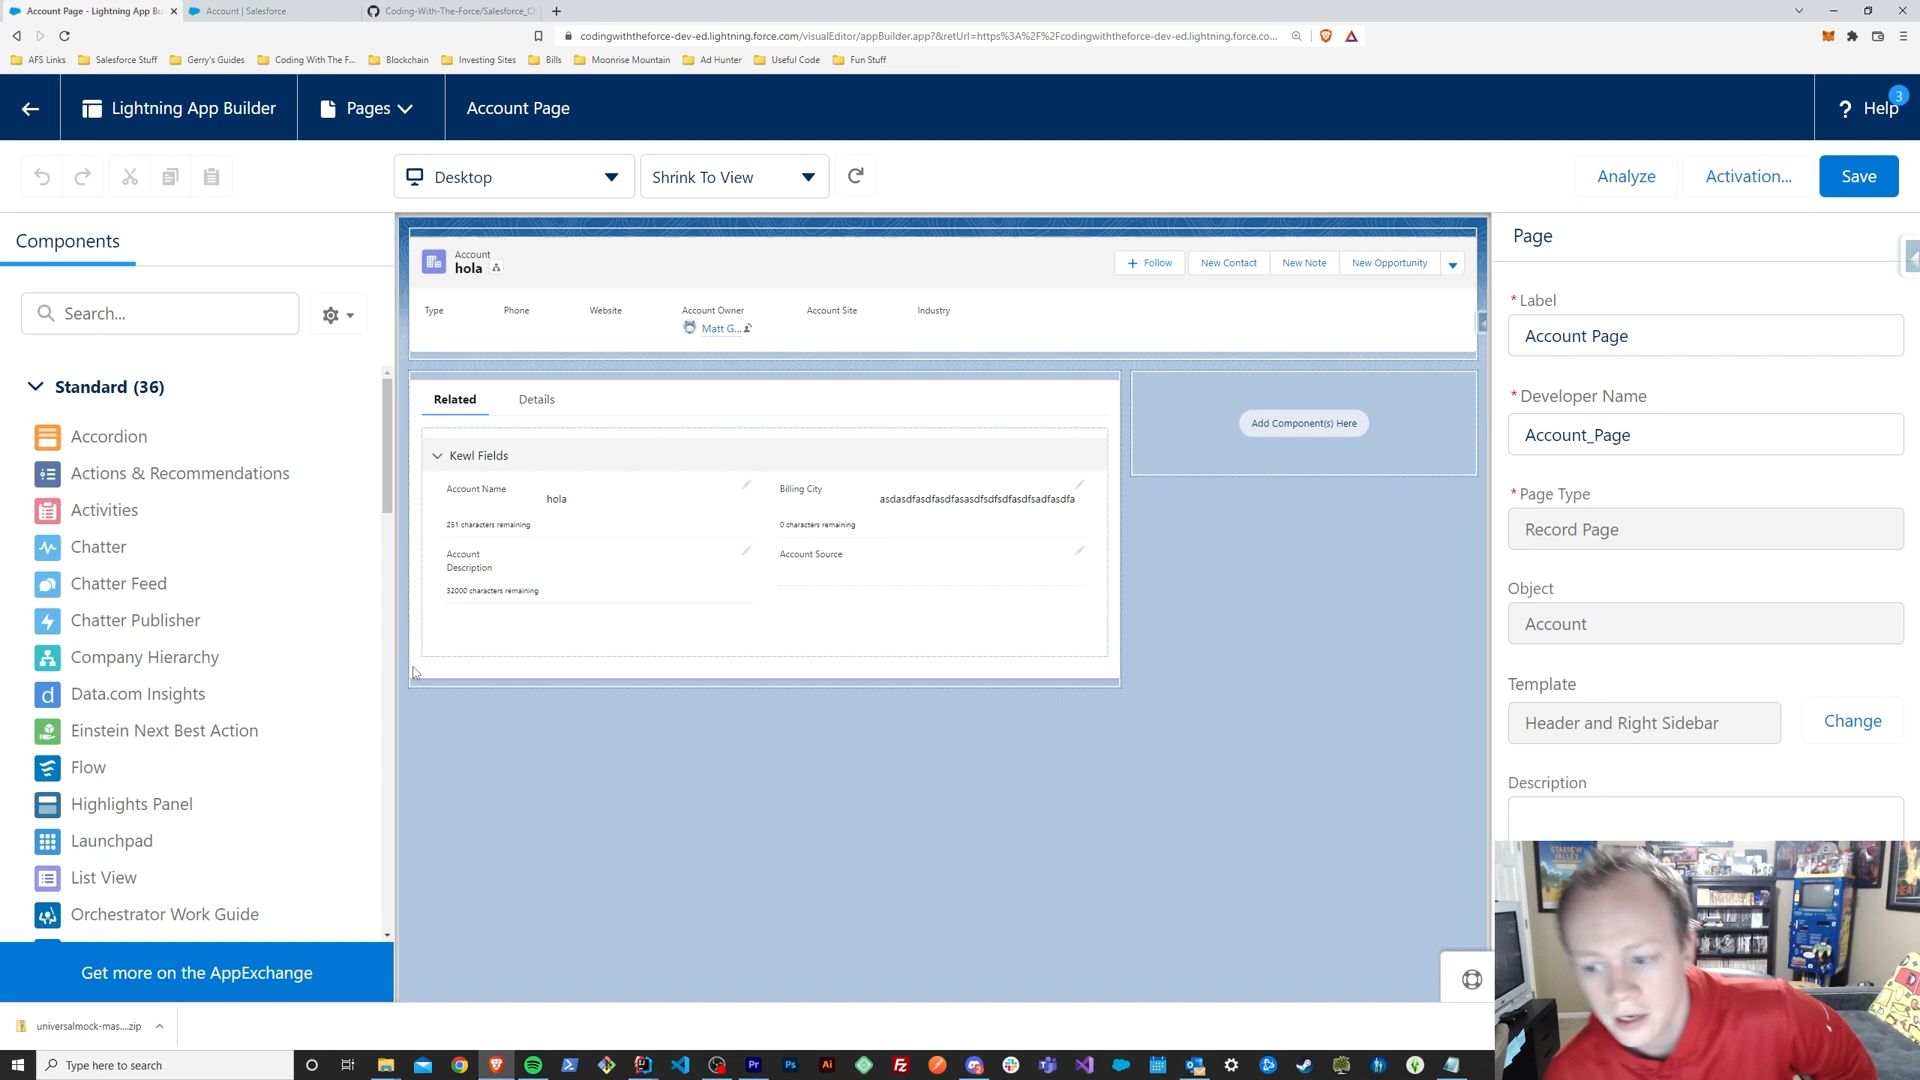 Account Page - Lightning App Bu
Account | Salesforce
Coding-With-The-Force/Salesforce_C
codingwiththeforce-dev-ed.lightning.force.com/visualEditor/appBuilder.app?&retUrl=https%3A%2F%2Fcodingwiththeforce-dev-ed.lightning.force.co...
AFS Links
Salesforce Stuff
Gerry's Guides
Coding With The F...
Blockchain
Investing Sites
Bills
Moonrise Mountain
Ad Hunter
Useful Code
Fun Stuff
Lightning App Builder
Pages
Account Page
? Help
3
Desktop
Shrink To View
Analyze
Activation...
Save
Components
Search...
Standard (36)
Accordion
Actions & Recommendations
Activities
Chatter
Chatter Feed
Chatter Publisher
Company Hierarchy
Data.com Insights
Einstein Next Best Action
Flow
Highlights Panel
Launchpad
List View
Orchestrator Work Guide
Get more on the AppExchange
Account
hola
+ Follow
New Contact
New Note
New Opportunity
Type
Phone
Website
Account Owner
Account Site
Industry
Matt G...
Related
Details
Kewl Fields
Account Name
hola
251 characters remaining
Billing City
asdasdfasdfasdfasasdfsdfsdfasdfsadfasdfa
0 characters remaining
Account
Description
32000 characters remaining
Account Source
Add Component(s) Here
Page
* Label
Account Page
* Developer Name
Account_Page
* Page Type
Record Page
Object
Account
Template
Header and Right Sidebar
Change
Description
STARDEW
VALLEY
universalmock-mas....zip
Type here to search